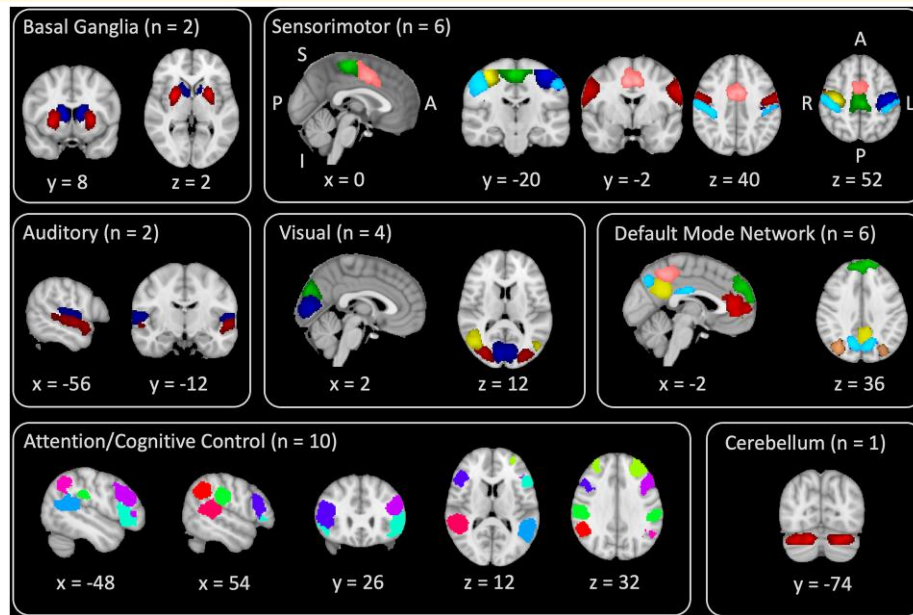 Basal Ganglia (n = 2)
y = 8
z = 2
Sensorimotor (n = 6)
S
P
A
I
A
R
L
P
x = 0
y = -20
y = -2
z = 40
z = 52
Auditory (n = 2)
x = -56
y = -12
Visual (n = 4)
x = 2
z = 12
Default Mode Network (n = 6)
x = -2
z = 36
Attention/Cognitive Control (n = 10)
x = -48
x = 54
y = 26
z = 12
z = 32
Cerebellum (n = 1)
y = -74